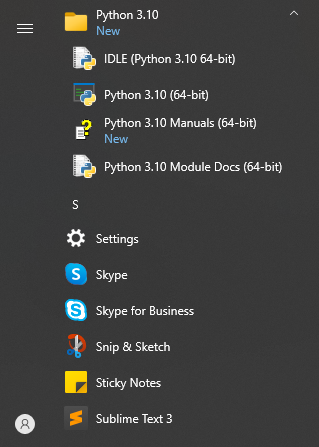 Python 3.10
New
IDLE (Python 3.10 64-bit)
Python 3.10 (64-bit)
Python 3.10 Manuals (64-bit)
New
Python 3.10 Module Docs (64-bit)
S
Settings
Skype
Skype for Business
Snip & Sketch
Sticky Notes
Sublime Text 3